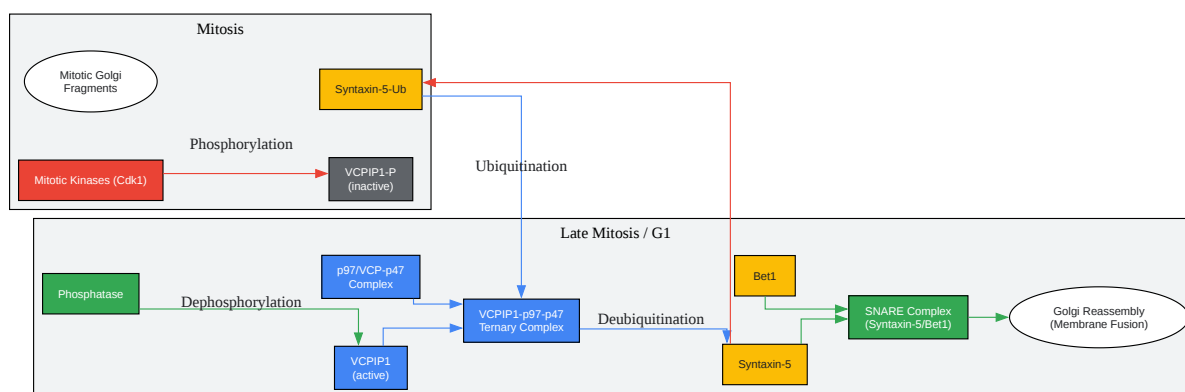 Mitosis
Mitotic Golgi
Fragments
Syntaxin-5-Ub
Phosphorylation
Mitotic Kinases (Cdk1)
VCPIP1-P
(inactive)
Ubiquitination
Late Mitosis / G1
Phosphatase
Dephosphorylation
p97/VCP-p47
Complex
VCPIP1
(active)
VCPIP1-p97-p47
Ternary Complex
Deubiquitination
Bet1
Syntaxin-5
SNARE Complex
(Syntaxin-5/Bet1)
Golgi Reassembly
(Membrane Fusion)